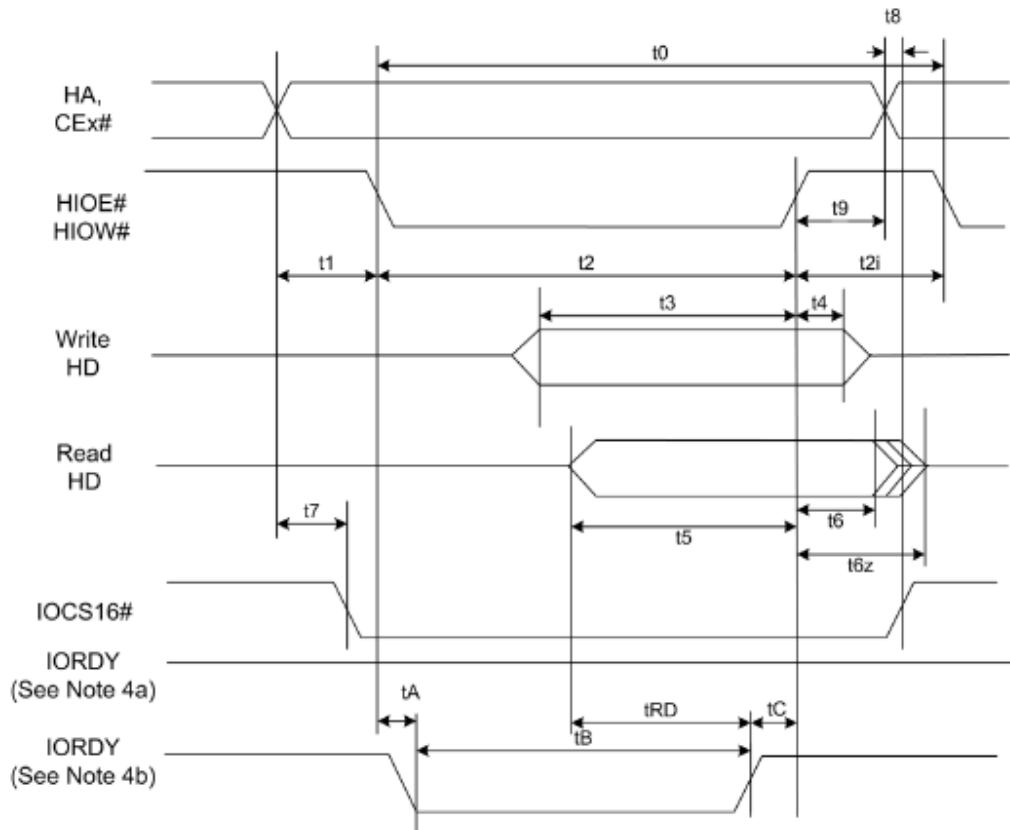 t8
t0
HA,
CEx#
HIOE#
HIOW#
t9
t1
t2
t2i
t3
t4
Write
HD
Read
HD
t7
t5
t6
t6z
IOCS16#
IORDY
(See Note 4a)
tA
tRD
tC
tB
IORDY
(See Note 4b)